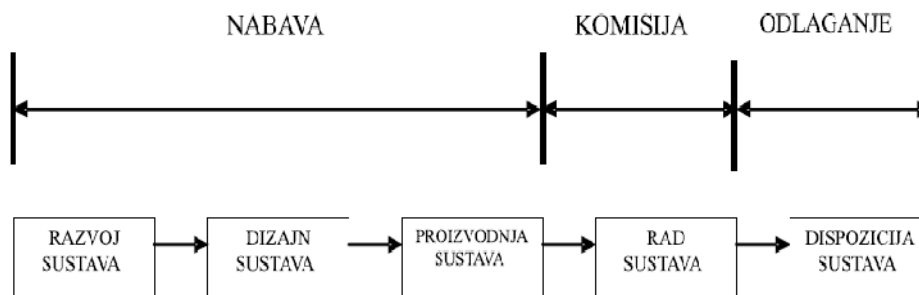 NABAVA
KOMISIJA
ODLAGANJE
RAZVOJ
SUSTAVA
DIZAJN
SUSTAVA
PROIZVODNJA
SUSTAVA
RAD
SUSTAVA
DISPOZICIJA
SUSTAVA